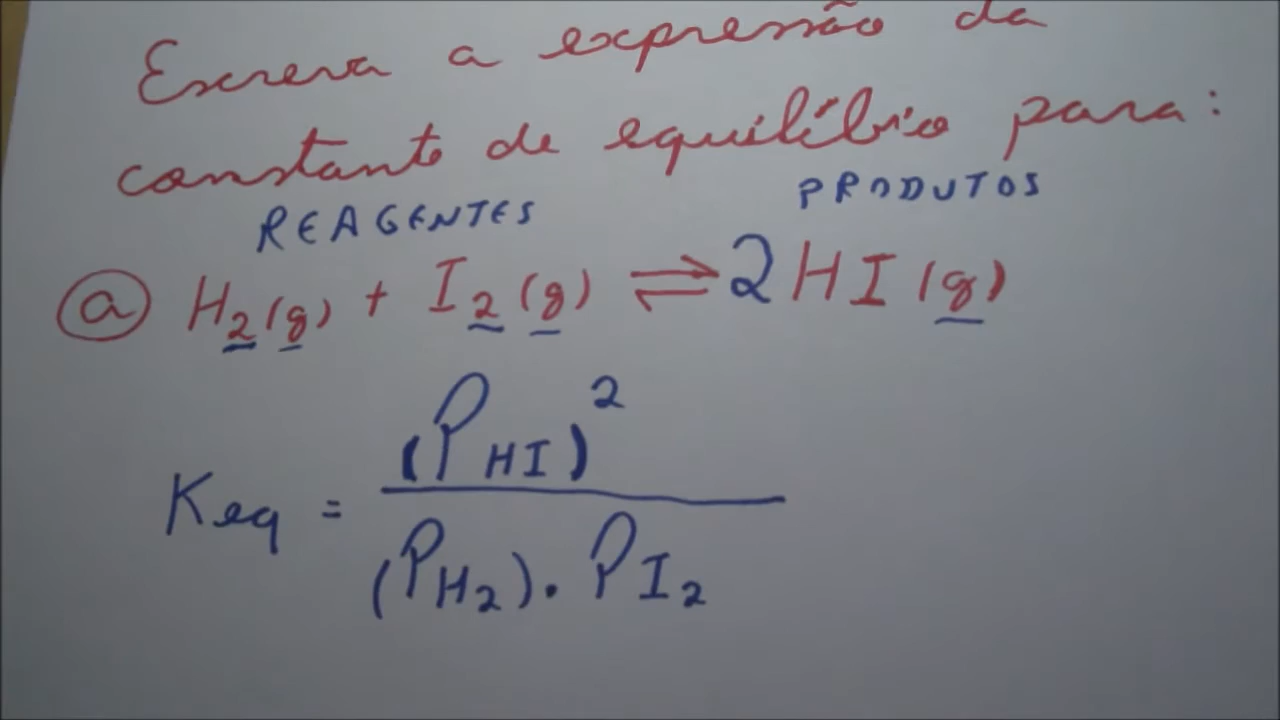 Escreva a expressão da
constante de equilíbrio para:
REAGENTES PRODUTOS
a H2(g) + I2(g) ⇌ 2HI(g)
(PHI)²
Keq =
(PH2). PI2